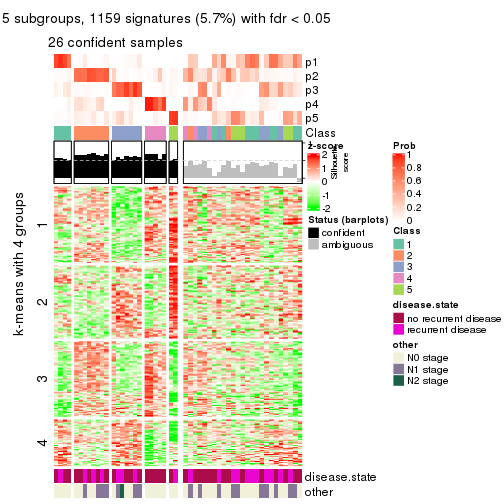 5 subgroups, 1159 signatures (5.7%) with fdr < 0.05
26 confident samples
p1
p2
p3
p4
p5
Class
z-score
2
1
0
-1
-2
Silhouette
score
Prob
1
0.8
0.6
0.4
0.2
0
Status (barplots)
confident
ambiguous
Class
1
2
3
4
5
disease.state
no recurrent disease
recurrent disease
other
N0 stage
N1 stage
N2 stage
k-means with 4 groups
1
2
3
4
disease.state
other